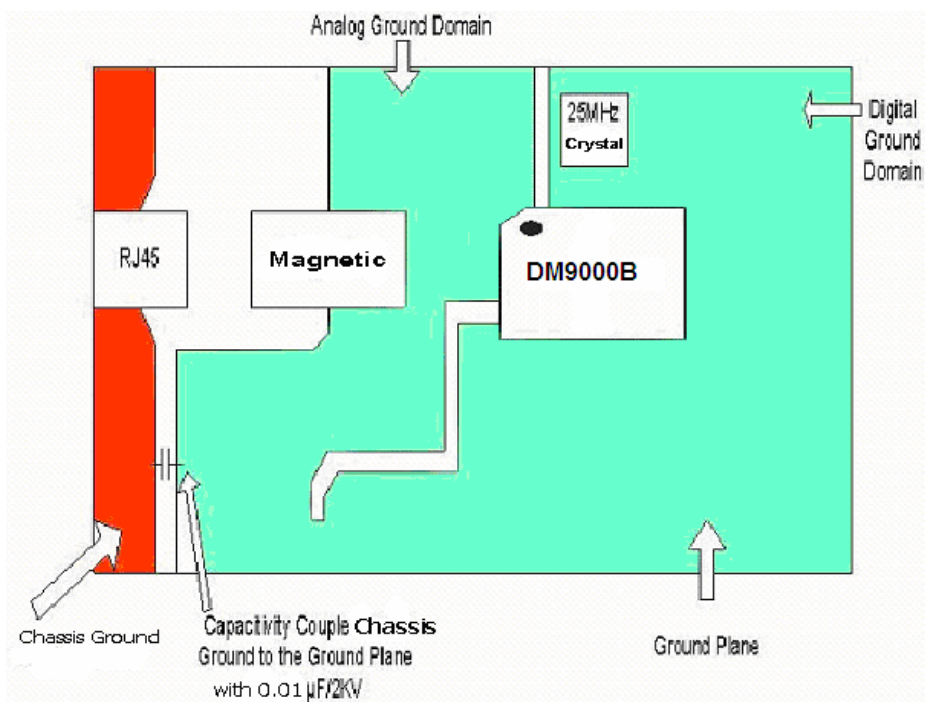 Analog Ground Domain
25MHz
Crystal
Digital
Ground
Domain
RJ45
Magnetic
DM9000B
Chassis Ground
Capacitivity Couple Chassis
Ground to the Ground Plane
with 0.01 µF/2KV
Ground Plane